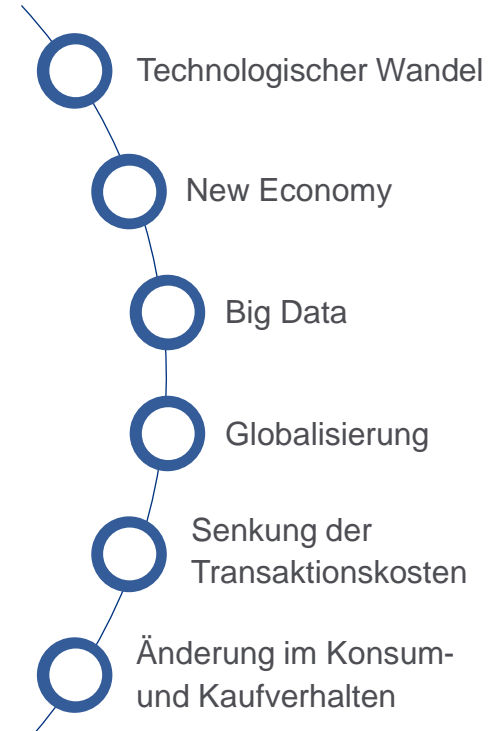 Technologischer Wandel
New Economy
Big Data
Globalisierung
Senkung der
Transaktionskosten
Änderung im Konsum-
und Kaufverhalten